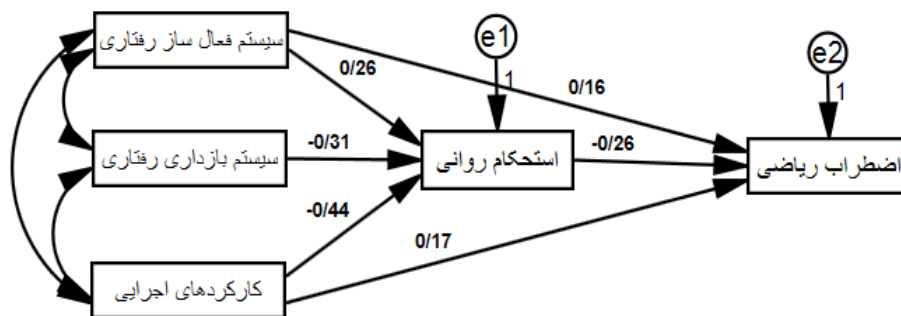 سیستم فعال ساز رفتاری
e1
e2
0/26
1
0/16
1
سیستم بازداری رفتاری
-0/31
استحکام روانی
-0/26
اضطراب ریاضی
-0/44
0/17
کارکردهای اجرایی